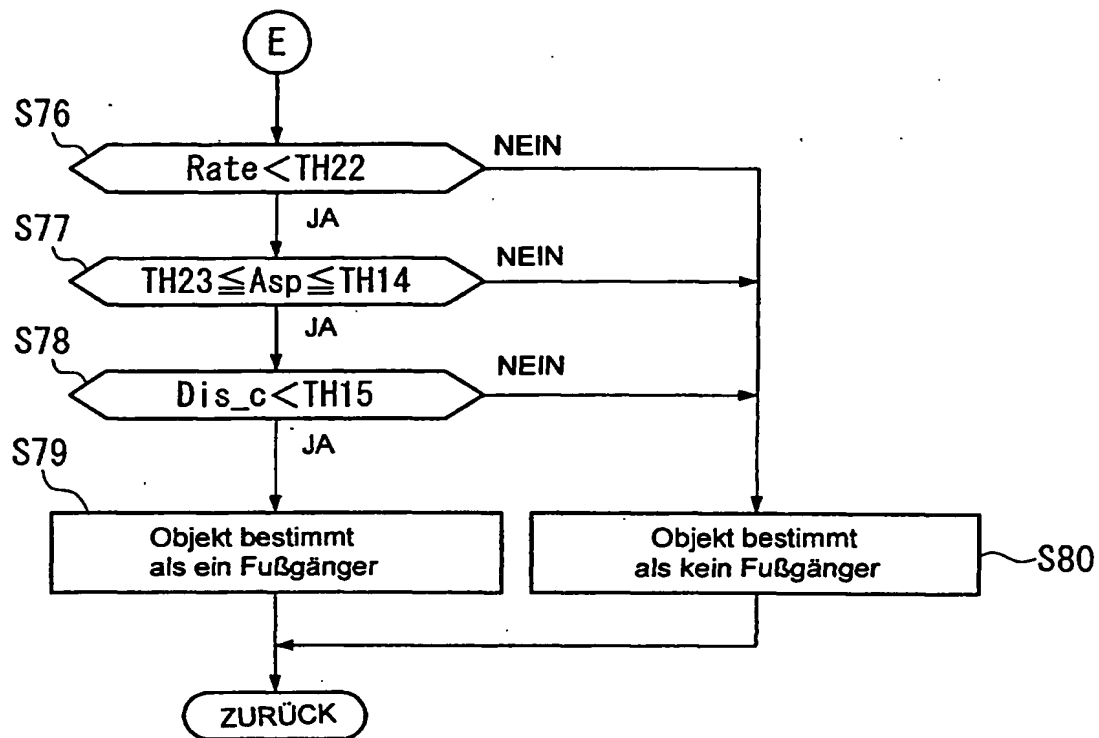 E
S76
Rate<TH22
NEIN
JA
S77
TH23≦Asp≦TH14
NEIN
JA
S78
Dis_c<TH15
NEIN
JA
S79
Objekt bestimmt
als ein Fußgänger
Objekt bestimmt
als kein Fußgänger
S80
ZURÜCK